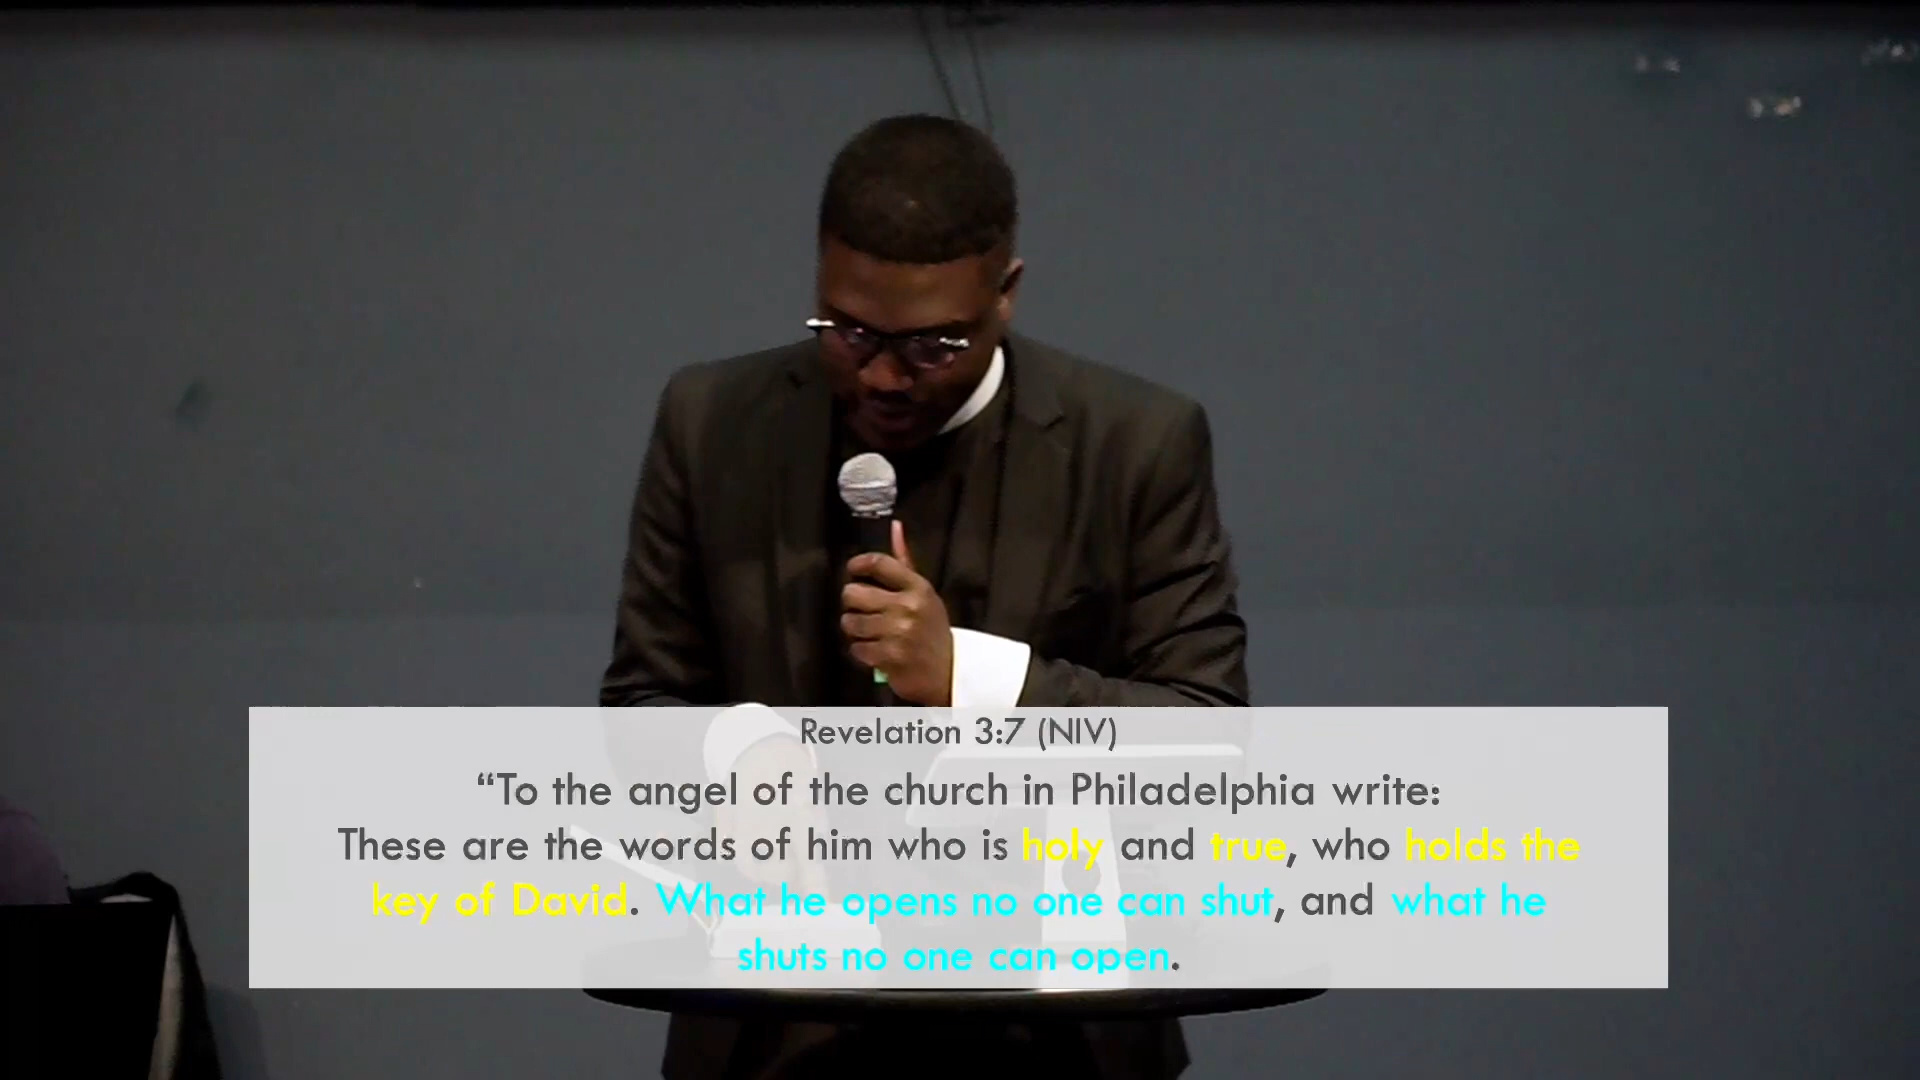 Revelation 3:7 (NIV)
“To the angel of the church in Philadelphia write:
These are the words of him who is holy and true, who holds the
key of David. What he opens no one can shut, and what he
shuts no one can open.